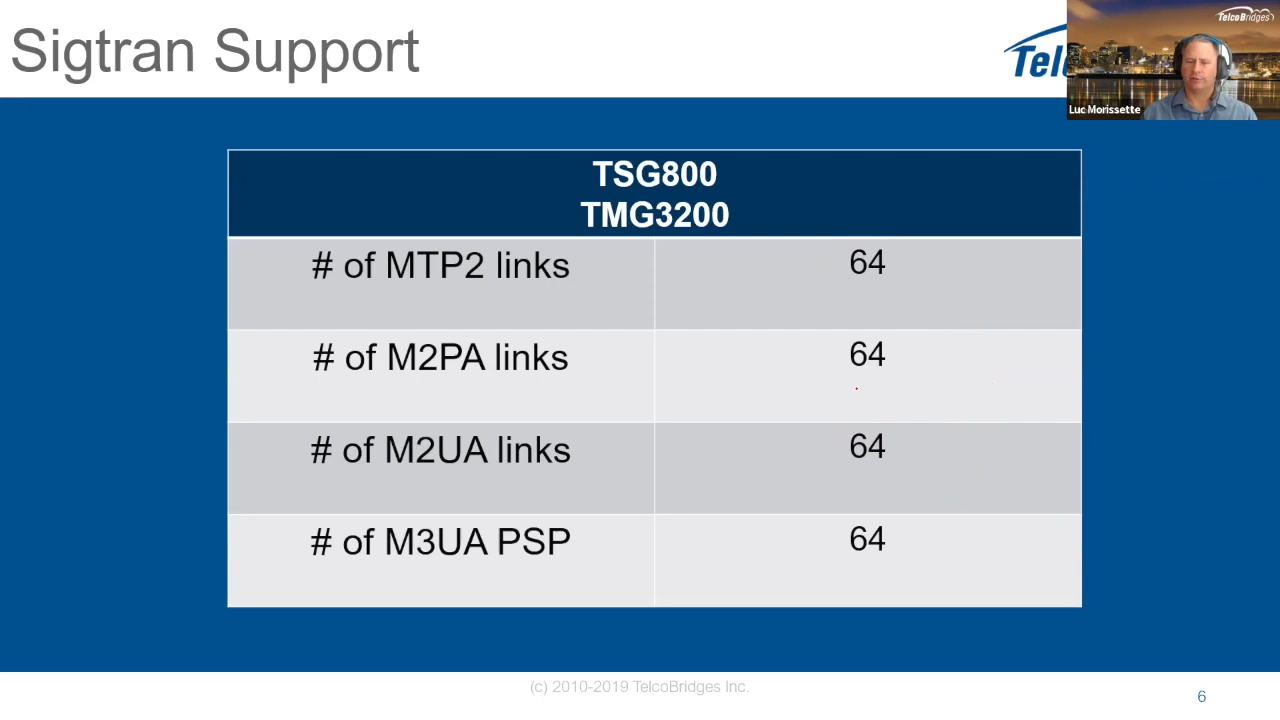 Sigtran Support
TelcoBridges
Luc Morissette
TSG800
TMG3200
# of MTP2 links 64
# of M2PA links 64
# of M2UA links 64
# of M3UA PSP 64
(c) 2010-2019 TelcoBridges Inc.
6